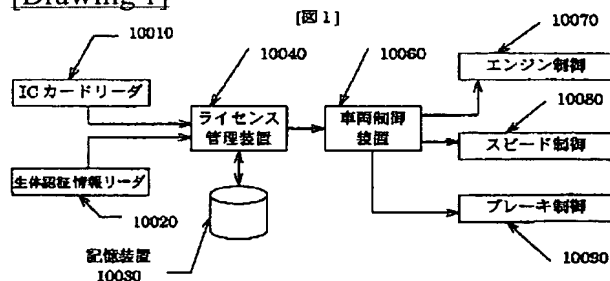 [Drawing 1]
[図1]
10010
10040
10060
10070
ICカードリーダ
ライセンス
管理装置
車両制御
装置
エンジン制御
10080
スピード制御
生体認証情報リーダ
10020
記憶装置
10030
ブレーキ制御
10090